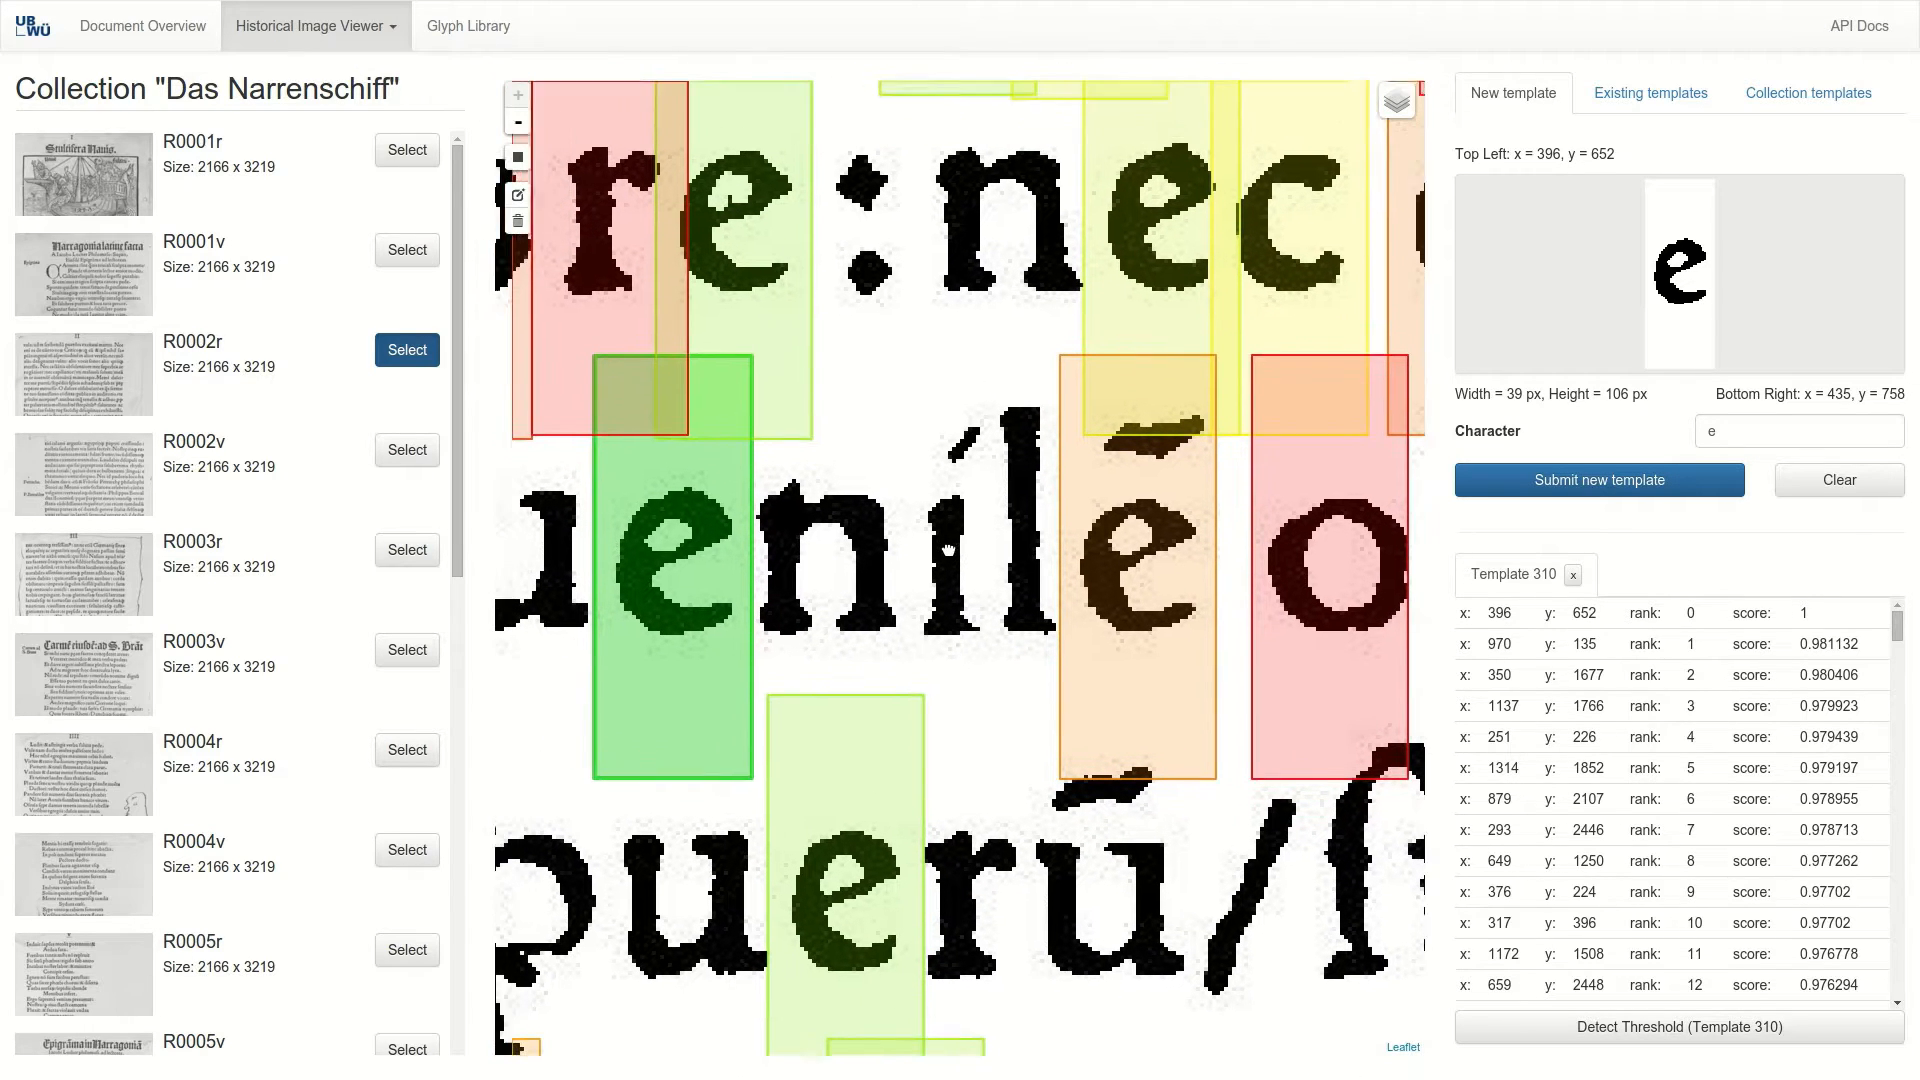 UB
WÜ
Document Overview
Historical Image Viewer
Glyph Library
API Docs
Collection "Das Narrenschiff"
R0001r
Size: 2166 x 3219
Select
R0001v
Size: 2166 x 3219
Select
R0002r
Size: 2166 x 3219
Select
R0002v
Size: 2166 x 3219
Select
R0003r
Size: 2166 x 3219
Select
R0003v
Size: 2166 x 3219
Select
R0004r
Size: 2166 x 3219
Select
R0004v
Size: 2166 x 3219
Select
R0005r
Size: 2166 x 3219
Select
R0005v
Select
+
-
re:nec
enílē o
puerū/
Leaflet
New template
Existing templates
Collection templates
Top Left: x = 396, y = 652
e
Width = 39 px, Height = 106 px
Bottom Right: x = 435, y = 758
Character
e
Submit new template
Clear
Template 310 x
x: 396 y: 652 rank: 0 score: 1
x: 970 y: 135 rank: 1 score: 0.981132
x: 350 y: 1677 rank: 2 score: 0.980406
x: 1137 y: 1766 rank: 3 score: 0.979923
x: 251 y: 226 rank: 4 score: 0.979439
x: 1314 y: 1852 rank: 5 score: 0.979197
x: 879 y: 2107 rank: 6 score: 0.978955
x: 293 y: 2446 rank: 7 score: 0.978713
x: 649 y: 1250 rank: 8 score: 0.977262
x: 376 y: 224 rank: 9 score: 0.97702
x: 317 y: 396 rank: 10 score: 0.97702
x: 1172 y: 1508 rank: 11 score: 0.976778
x: 659 y: 2448 rank: 12 score: 0.976294
Detect Threshold (Template 310)